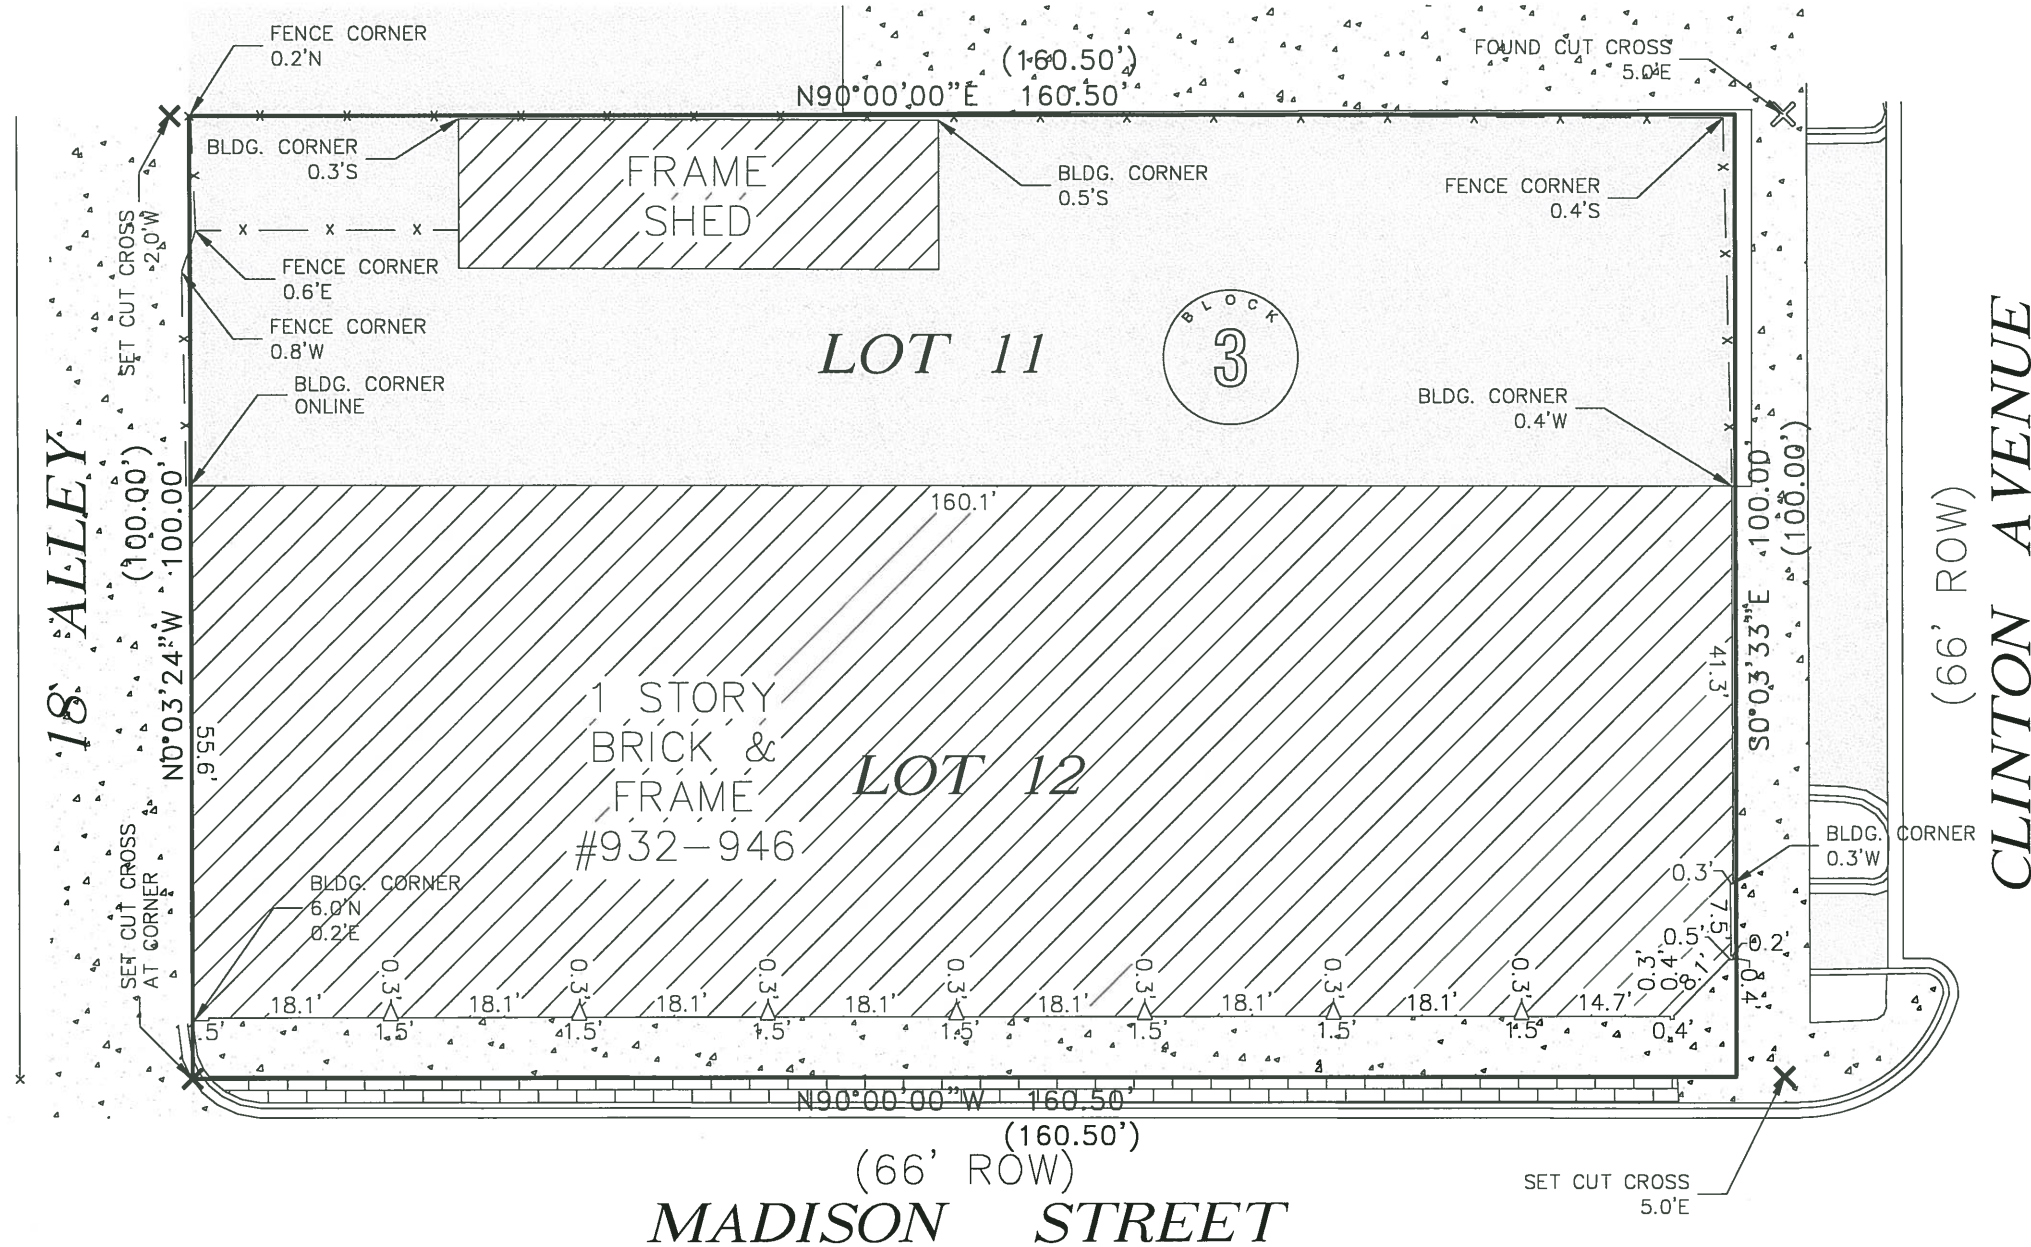 FENCE CORNER
0.2'N
(160.50')
N90°00'00"E 160.50'
FOUND CUT CROSS
5.0'E
BLDG. CORNER
0.3'S
FRAME
SHED
BLDG. CORNER
0.5'S
FENCE CORNER
0.4'S
SET CUT CROSS
2.0'W
FENCE CORNER
0.6'E
FENCE CORNER
0.8'W
BLDG. CORNER
ONLINE
LOT 11
BLOCK
3
BLDG. CORNER
0.4'W
18' ALLEY
(100.00')
N0°03'24"W 100.00'
160.1'
S0°03'33"E 100.00'
(100.00')
(66' ROW)
CLINTON AVENUE
41.3'
55.6'
1 STORY
BRICK &
FRAME
#932-946
LOT 12
BLDG. CORNER
0.3'W
SET CUT CROSS
AT CORNER
BLDG. CORNER
6.0'N
0.2'E
0.3'
7.5'
0.5'
0.2'
0.3'
0.4'
8.1'
0.4'
0.3' 0.3' 0.3' 0.3' 0.3' 0.3' 0.3'
18.1' 18.1' 18.1' 18.1' 18.1' 18.1' 18.1' 14.7'
.5' 1.5' 1.5' 1.5' 1.5' 1.5' 1.5' 1.5' 0.4'
N90°00'00"W 160.50'
(160.50')
(66' ROW)
MADISON STREET
SET CUT CROSS
5.0'E